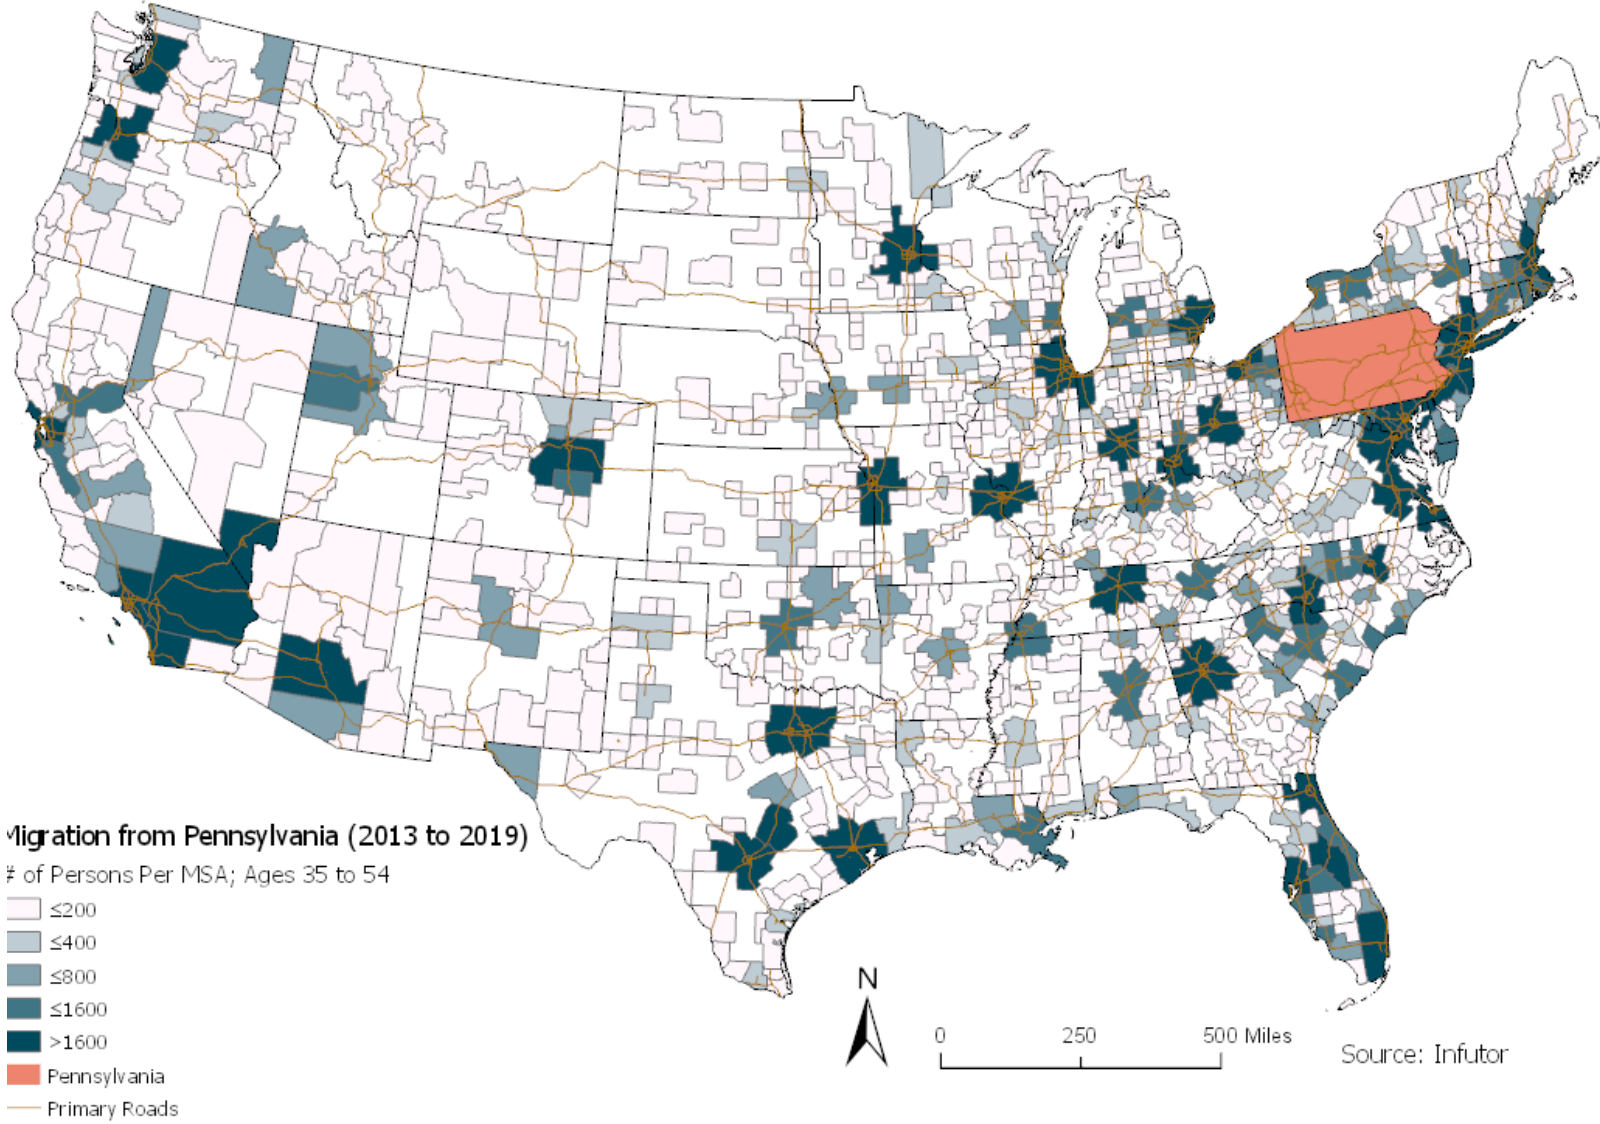 Migration from Pennsylvania (2013 to 2019)
# of Persons Per MSA; Ages 35 to 54
≤200
≤400
≤800
≤1600
>1600
Pennsylvania
Primary Roads
N
0 250 500 Miles
Source: Infutor